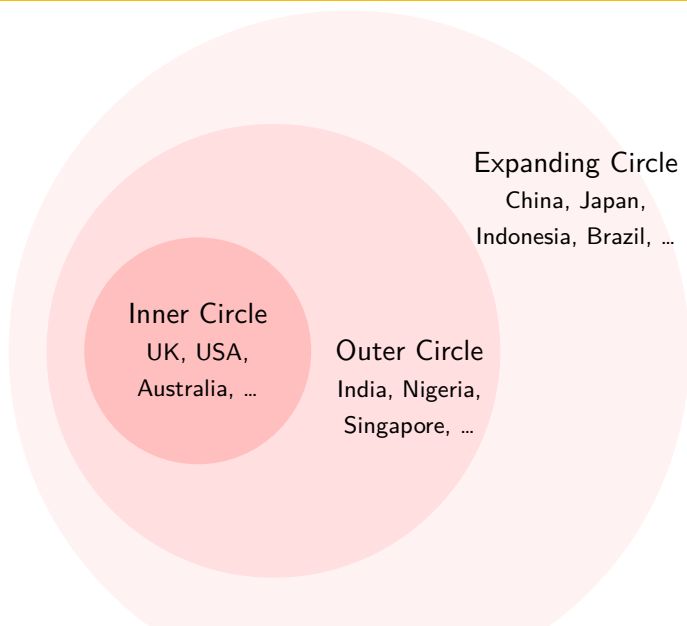 Expanding Circle
China, Japan,
Indonesia, Brazil, …
Inner Circle
UK, USA,
Australia, …
Outer Circle
India, Nigeria,
Singapore, …